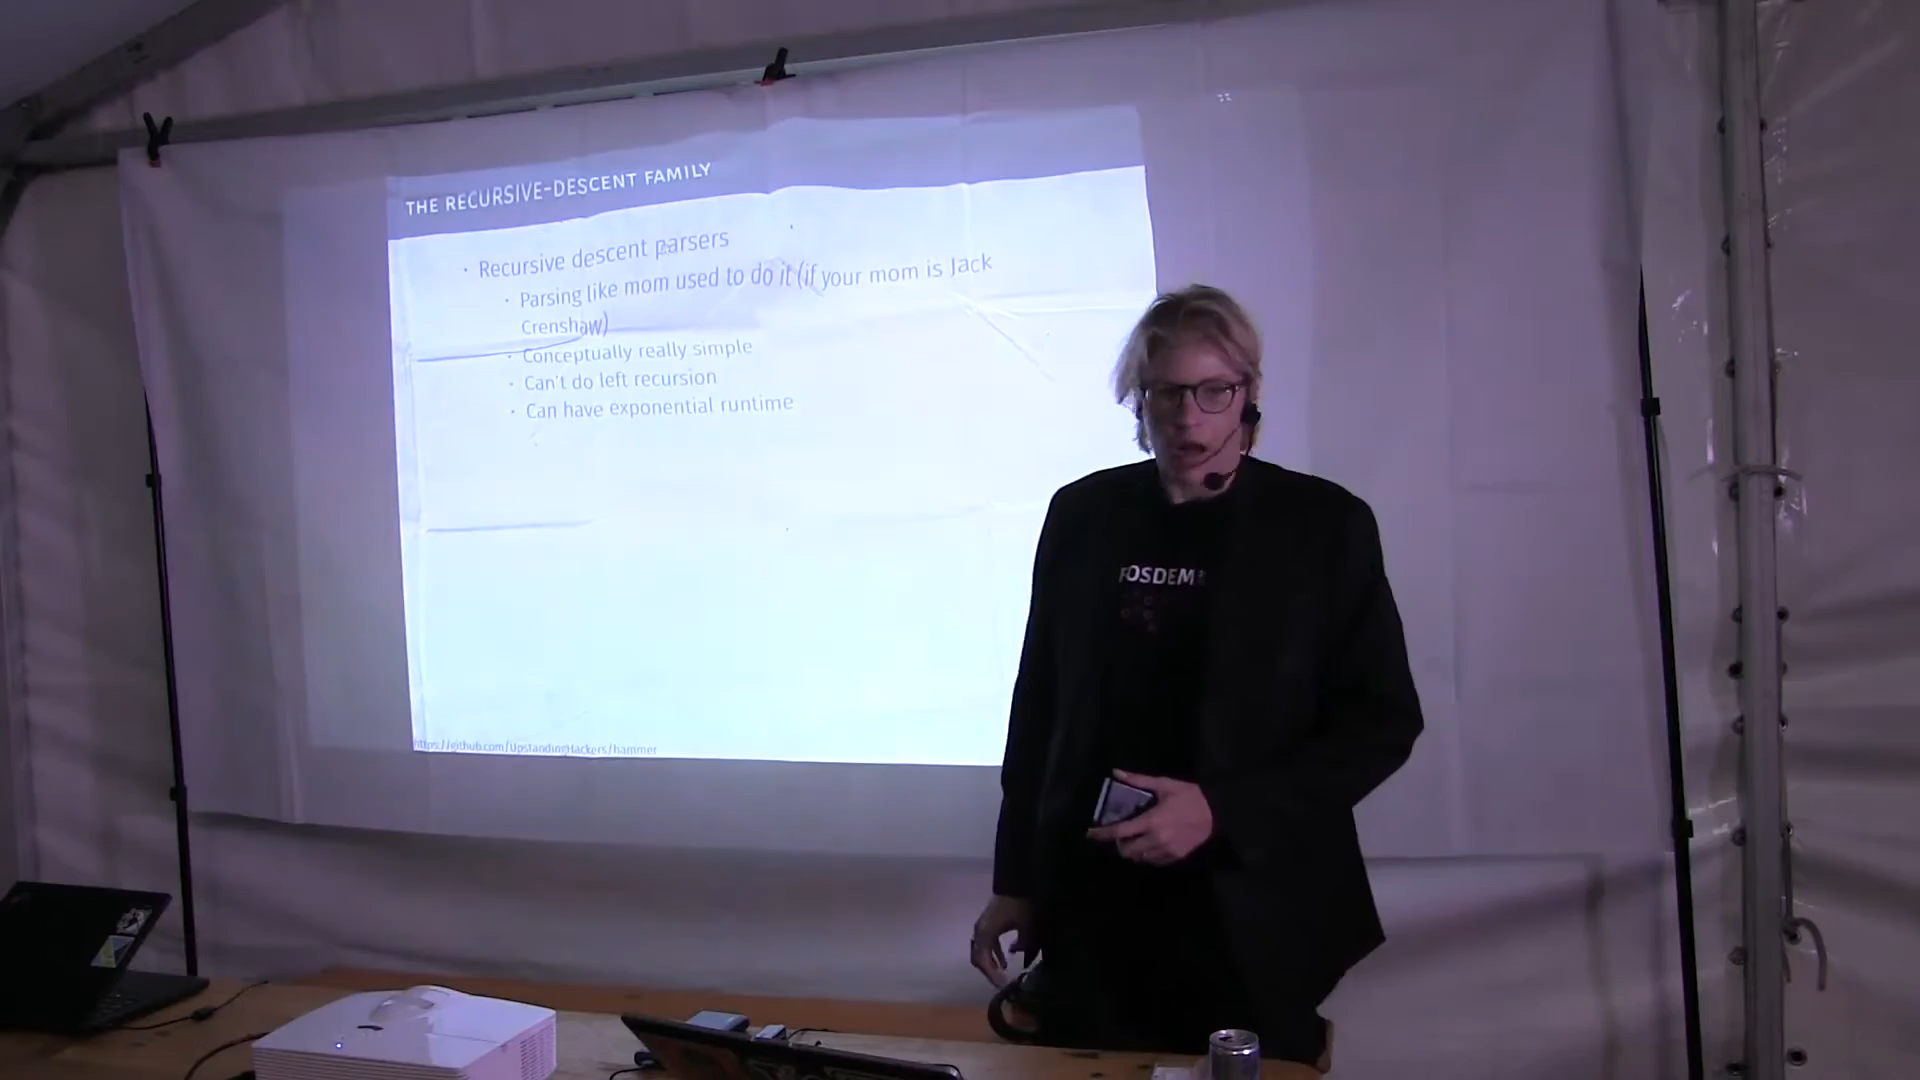 THE RECURSIVE-DESCENT FAMILY
· Recursive descent parsers
· Parsing like mom used to do it (if your mom is Jack
Crenshaw)
· Conceptually really simple
· Can't do left recursion
· Can have exponential runtime
https://github.com/UpstandingHackers/hammer
FOSDEM